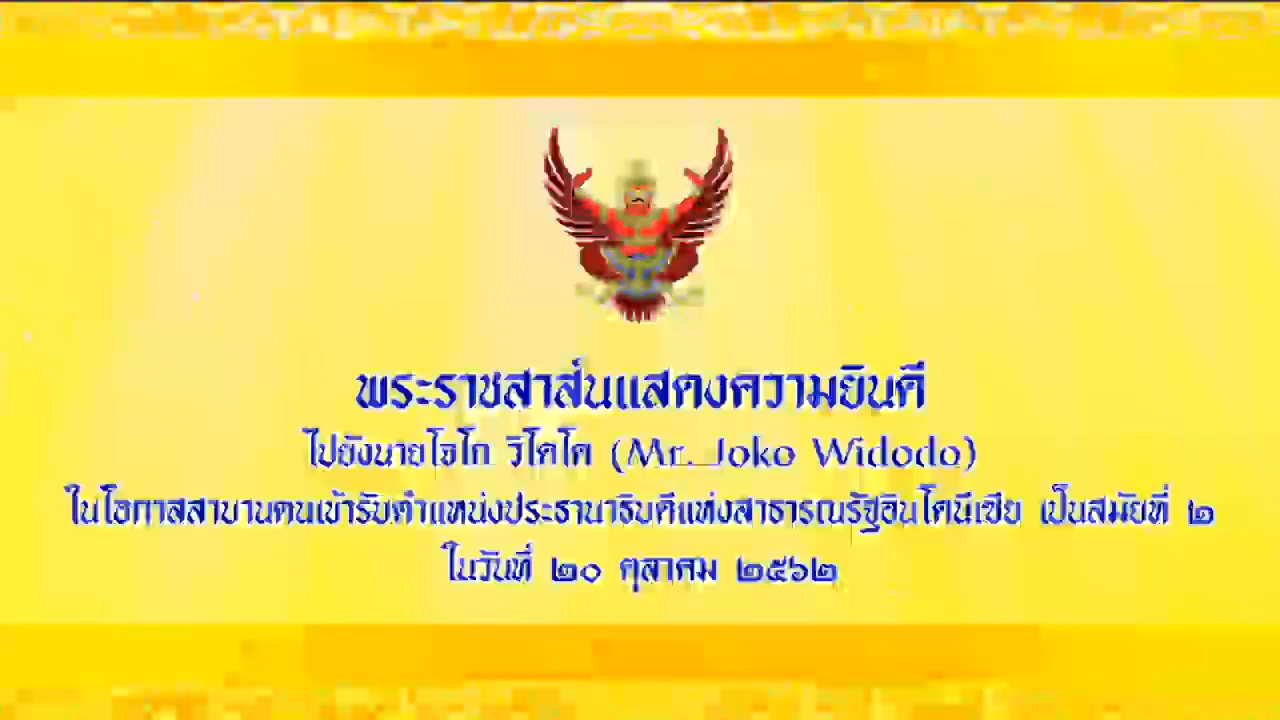 พระราชสาส์นแสดงความยินดี
ไปยังนายโจโก วิโดโด (Mr. Joko Widodo)
ในโอกาสสาบานตนเข้ารับตำแหน่งประธานาธิบดีแห่งสาธารณรัฐอินโดนีเซีย เป็นสมัยที่ ๒
ในวันที่ ๒๐ ตุลาคม ๒๕๖๒